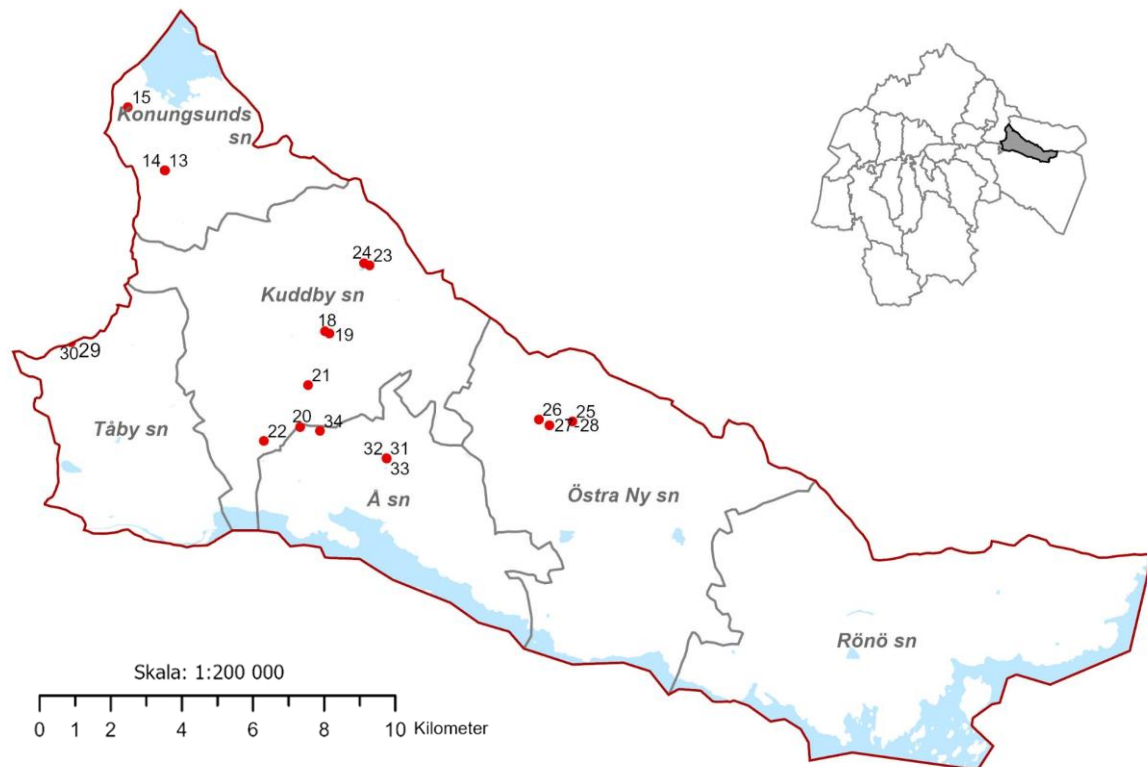 15
Konungsunds
sn
14 13
24 23
Kuddby sn
18
19
30 29
21
26 25
27-28
Tåby sn
20 34
22
32 31
33
Å sn
Östra Ny sn
Rönö sn
Skala: 1:200 000
0 1 2 4 6 8 10 Kilometer